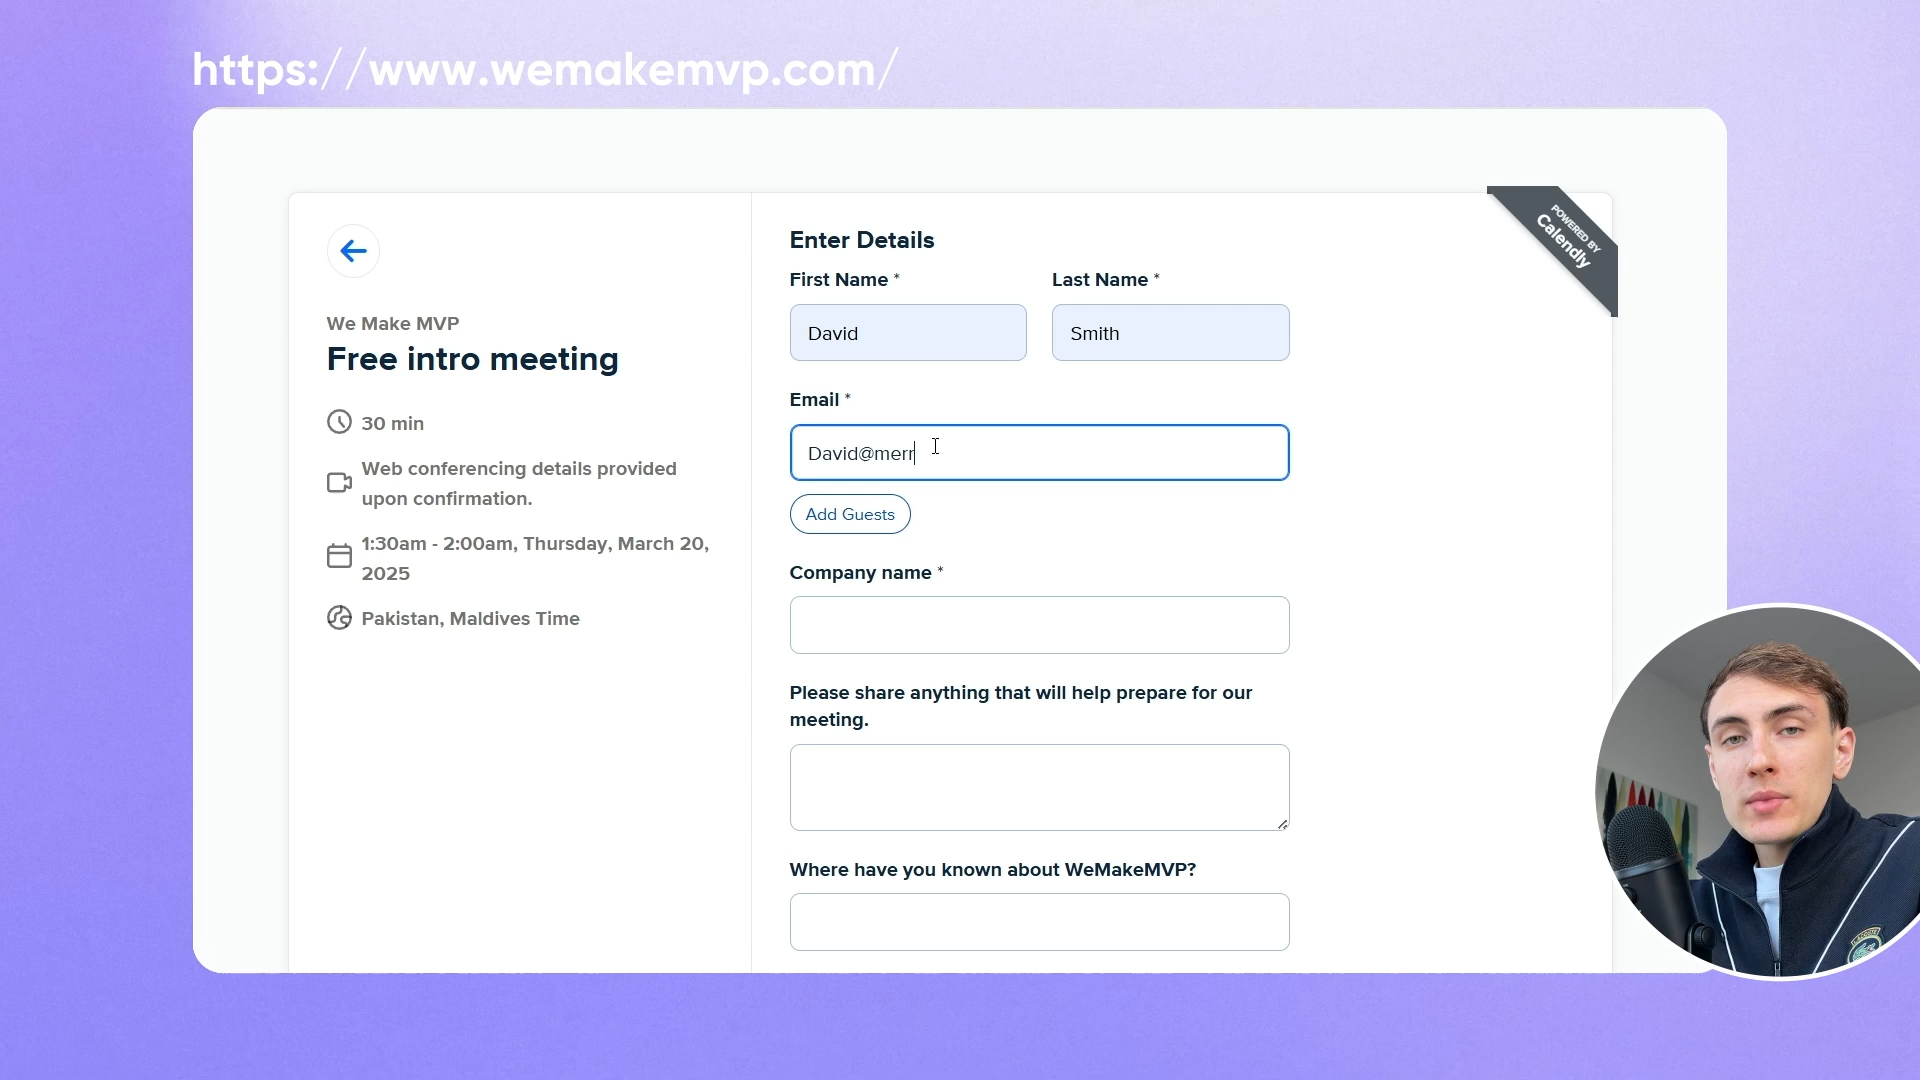 https://www.wemakemvp.com/
POWERED BY
Calendly
We Make MVP
Free intro meeting
30 min
Web conferencing details provided
upon confirmation.
1:30am - 2:00am, Thursday, March 20,
2025
Pakistan, Maldives Time
Enter Details
First Name *
Last Name *
David
Smith
Email *
David@merr
Add Guests
Company name *
Please share anything that will help prepare for our
meeting.
Where have you known about WeMakeMVP?
LACOSTE